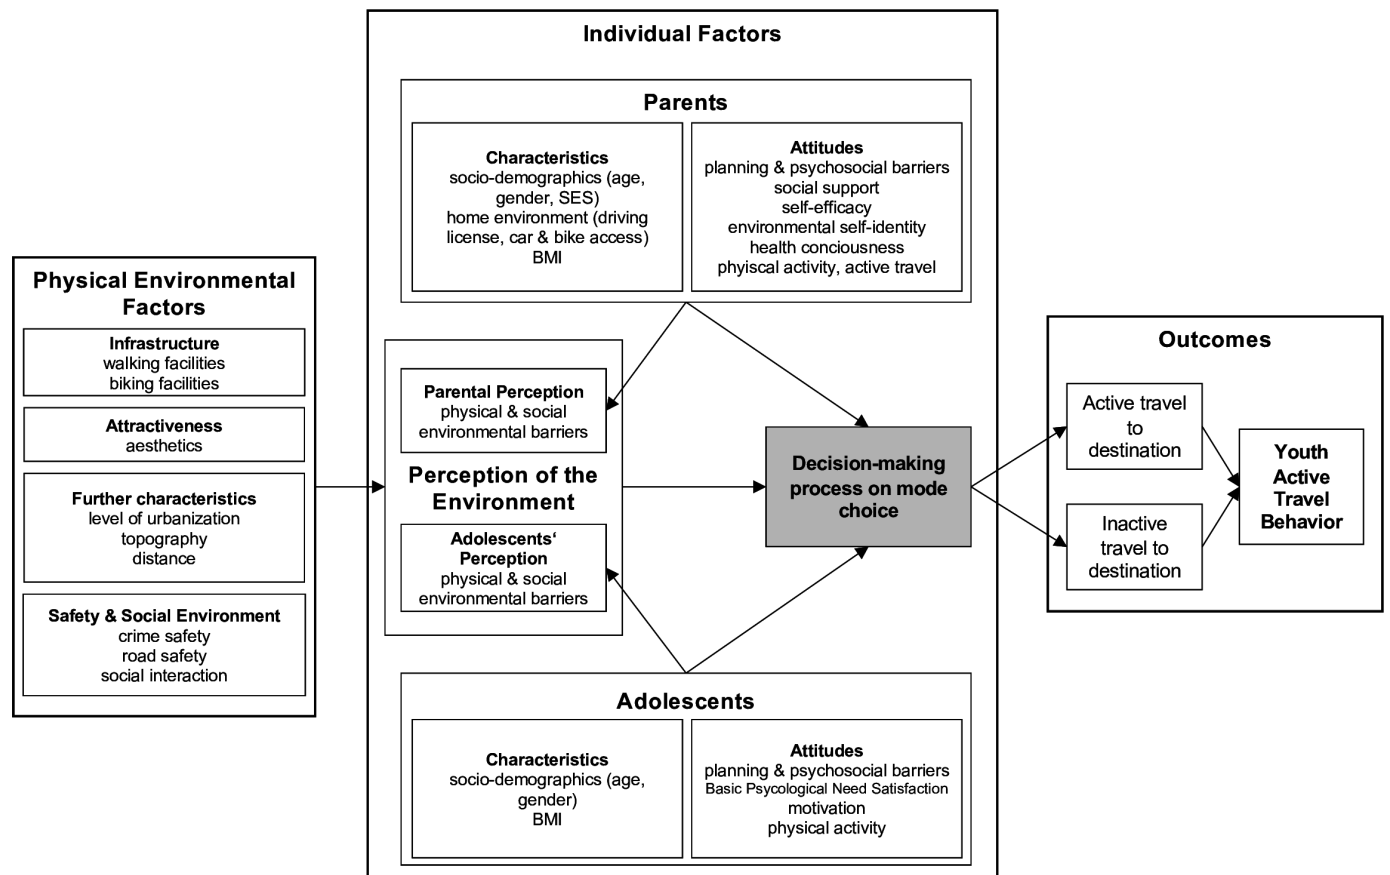 Individual Factors
Parents
Characteristics
socio-demographics (age,
gender, SES)
home environment (driving
license, car & bike access)
BMI
Attitudes
planning & psychosocial barriers
social support
self-efficacy
environmental self-identity
health conciousness
phyiscal activity, active travel
Physical Environmental
Factors
Infrastructure
walking facilities
biking facilities
Attractiveness
aesthetics
Further characteristics
level of urbanization
topography
distance
Safety & Social Environment
crime safety
road safety
social interaction
Parental Perception
physical & social
environmental barriers
Perception of the
Environment
Adolescents‘
Perception
physical & social
environmental barriers
Decision-making
process on mode
choice
Outcomes
Active travel
to
destination
Inactive
travel to
destination
Youth
Active
Travel
Behavior
Adolescents
Characteristics
socio-demographics (age,
gender)
BMI
Attitudes
planning & psychosocial barriers
Basic Psycological Need Satisfaction
motivation
physical activity